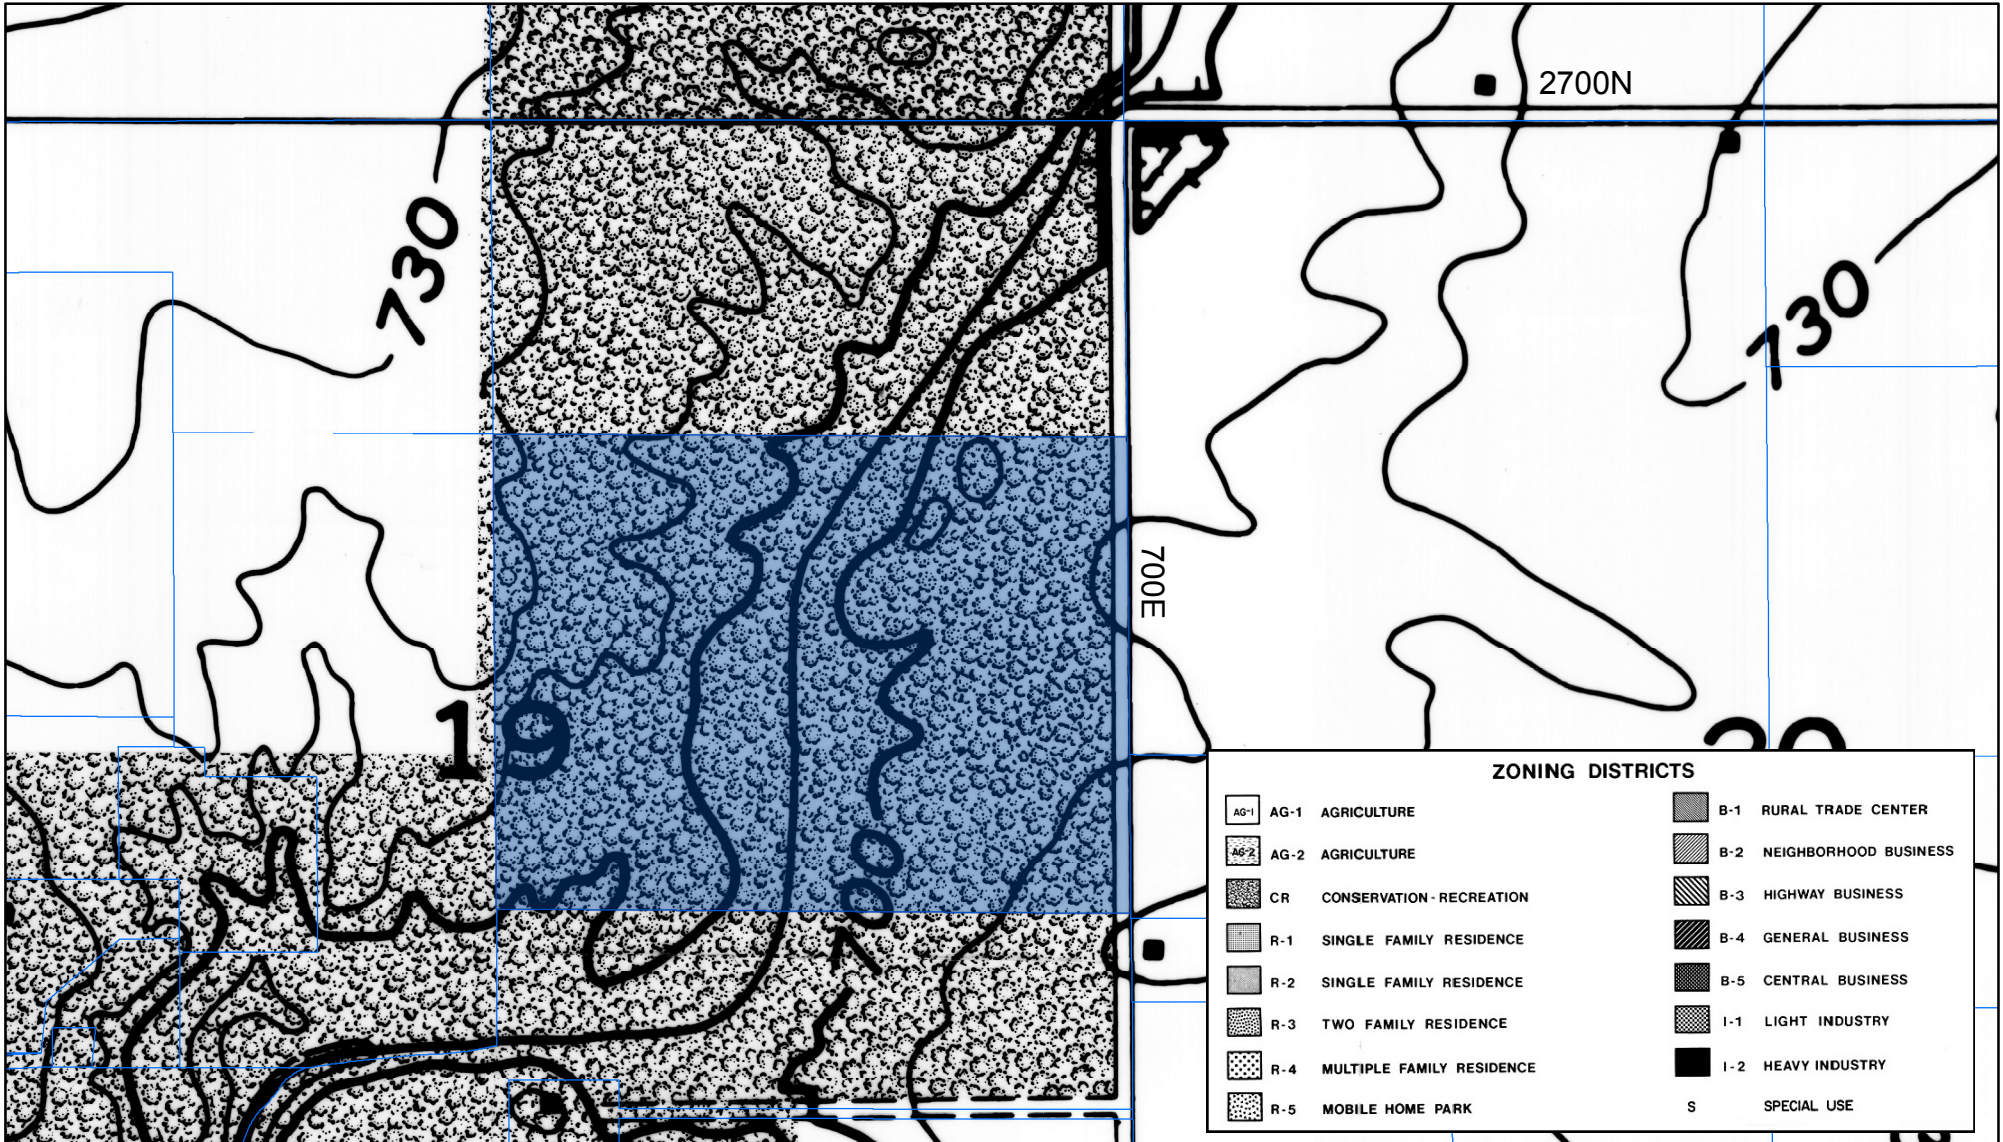 2700N
730
730
700E
19
20
700
ZONING DISTRICTS
AG-1 AG-1 AGRICULTURE
AG-2 AG-2 AGRICULTURE
CR CONSERVATION-RECREATION
R-1 SINGLE FAMILY RESIDENCE
R-2 SINGLE FAMILY RESIDENCE
R-3 TWO FAMILY RESIDENCE
R-4 MULTIPLE FAMILY RESIDENCE
R-5 MOBILE HOME PARK
B-1 RURAL TRADE CENTER
B-2 NEIGHBORHOOD BUSINESS
B-3 HIGHWAY BUSINESS
B-4 GENERAL BUSINESS
B-5 CENTRAL BUSINESS
I-1 LIGHT INDUSTRY
I-2 HEAVY INDUSTRY
S SPECIAL USE